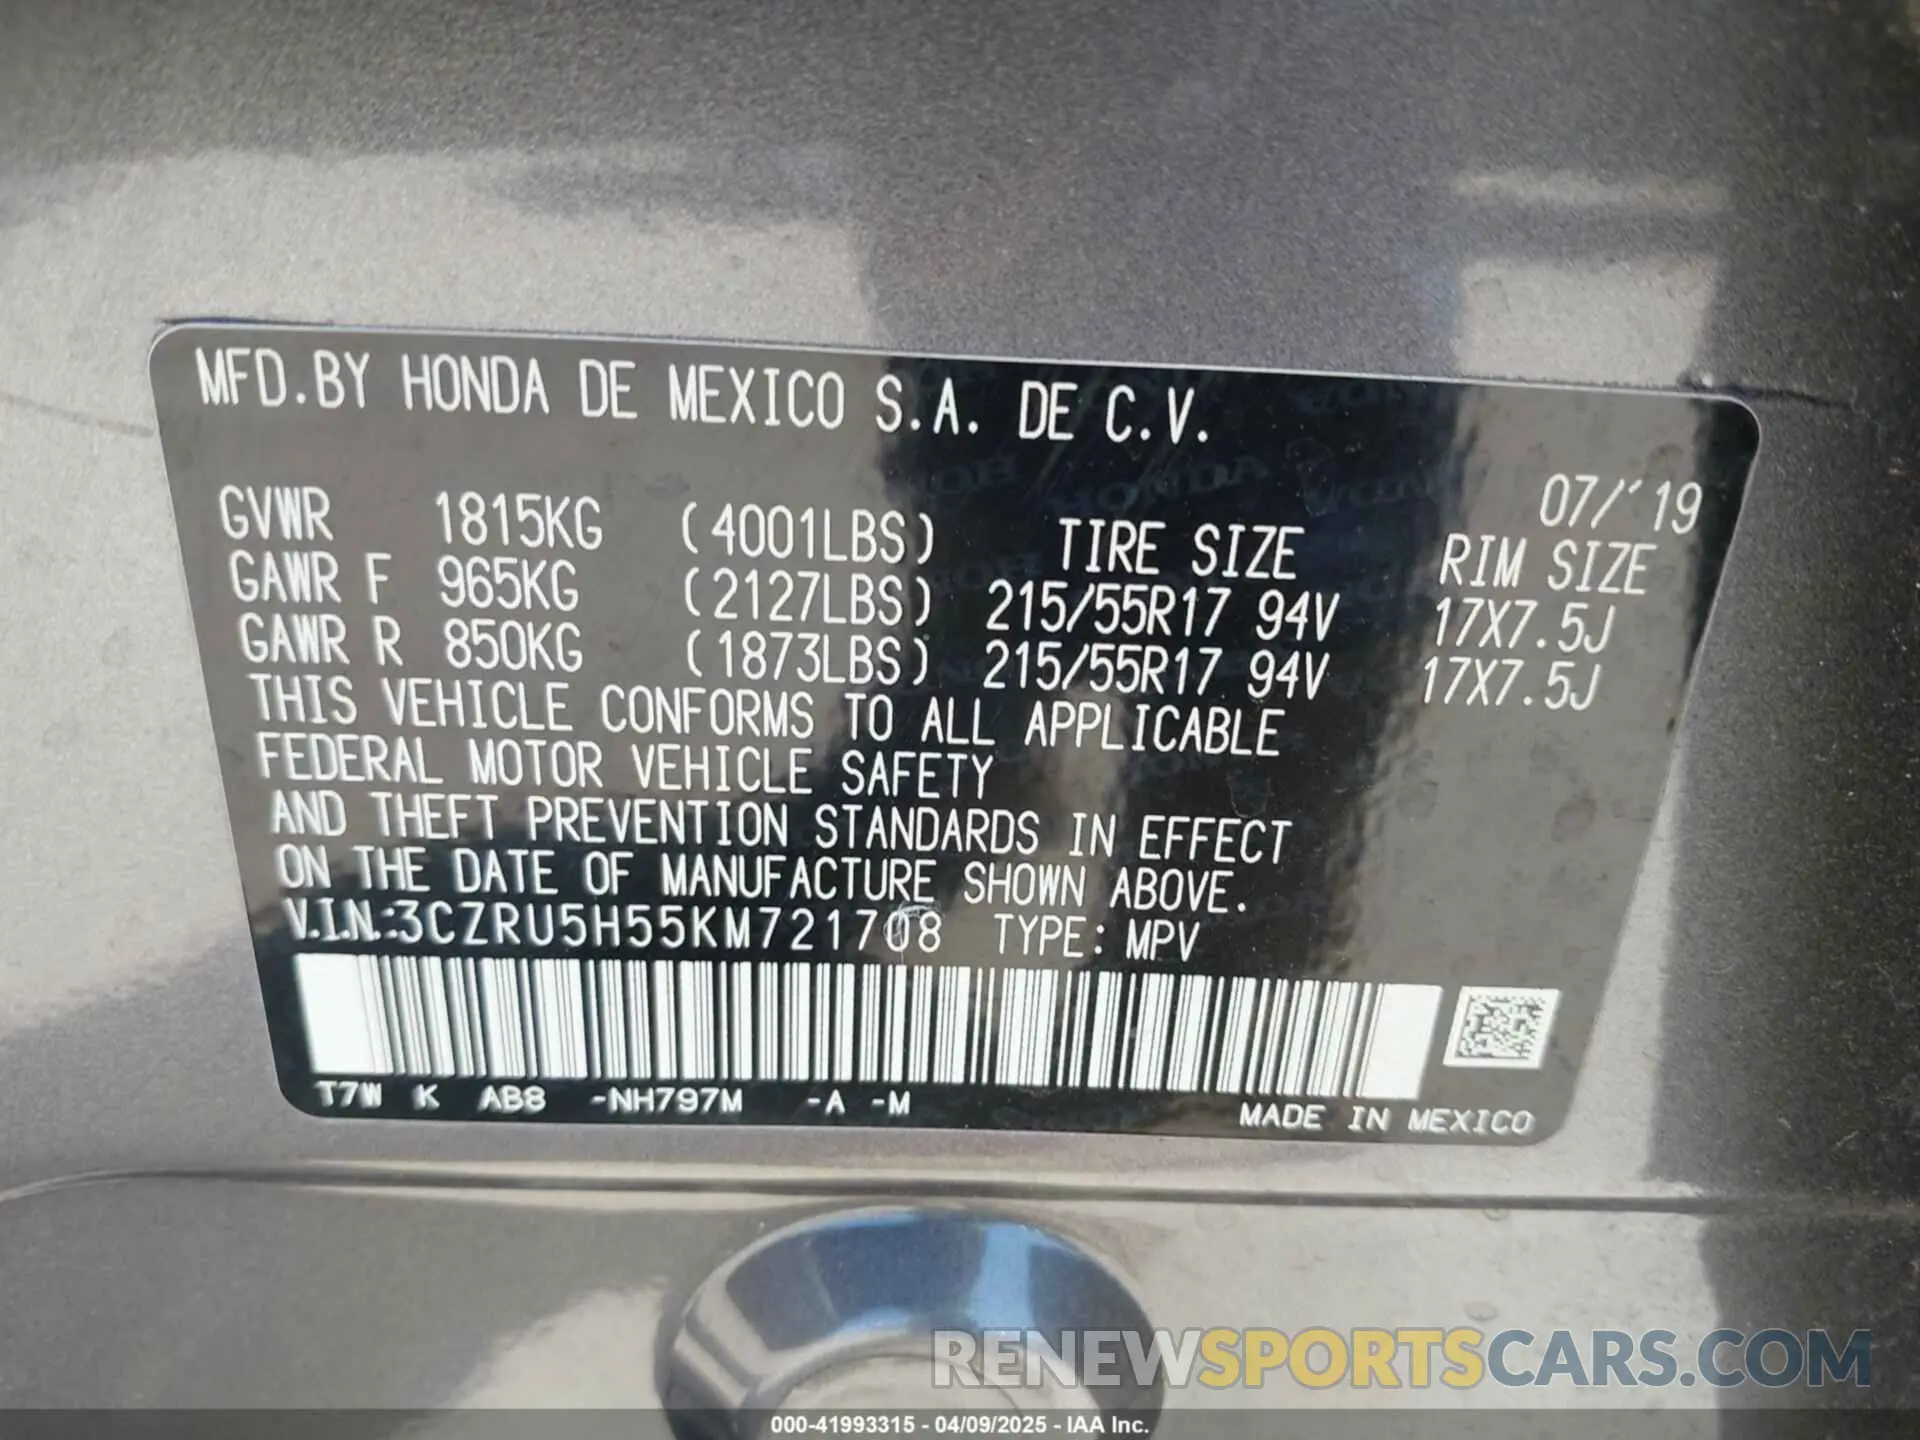 MFD.BY HONDA DE MEXICO S.A. DE C.V.
07/'19
GVWR 1815KG (4001LBS) TIRE SIZE RIM SIZE
GAWR F 965KG (2127LBS) 215/55R17 94V 17X7.5J
GAWR R 850KG (1873LBS) 215/55R17 94V 17X7.5J
THIS VEHICLE CONFORMS TO ALL APPLICABLE
FEDERAL MOTOR VEHICLE SAFETY
AND THEFT PREVENTION STANDARDS IN EFFECT
ON THE DATE OF MANUFACTURE SHOWN ABOVE.
V.I.N.:3CZRU5H55KM721708 TYPE: MPV
T7W K AB8 -NH797M -A -M
MADE IN MEXICO
RENEWSPORTSCARS.COM
000-41993315 - 04/09/2025 - IAA Inc.